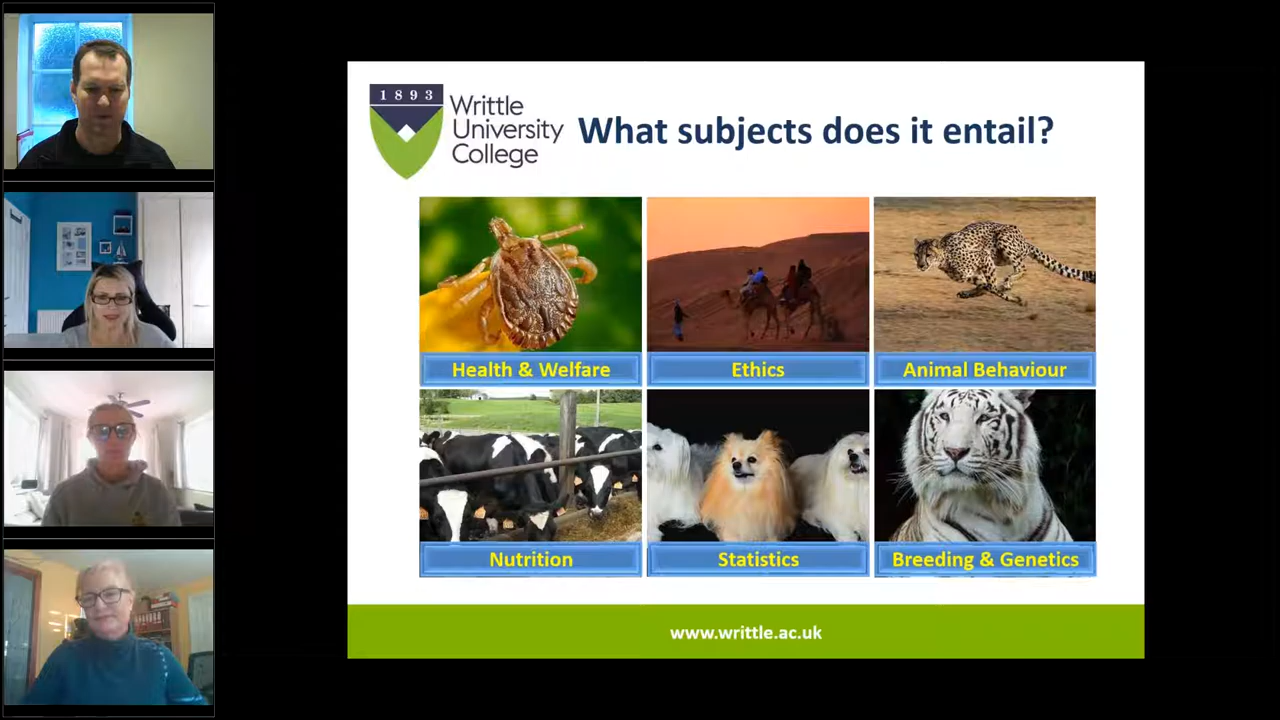 1893
Writtle
University
College
What subjects does it entail?
Health & Welfare
Ethics
Animal Behaviour
Nutrition
Statistics
Breeding & Genetics
www.writtle.ac.uk